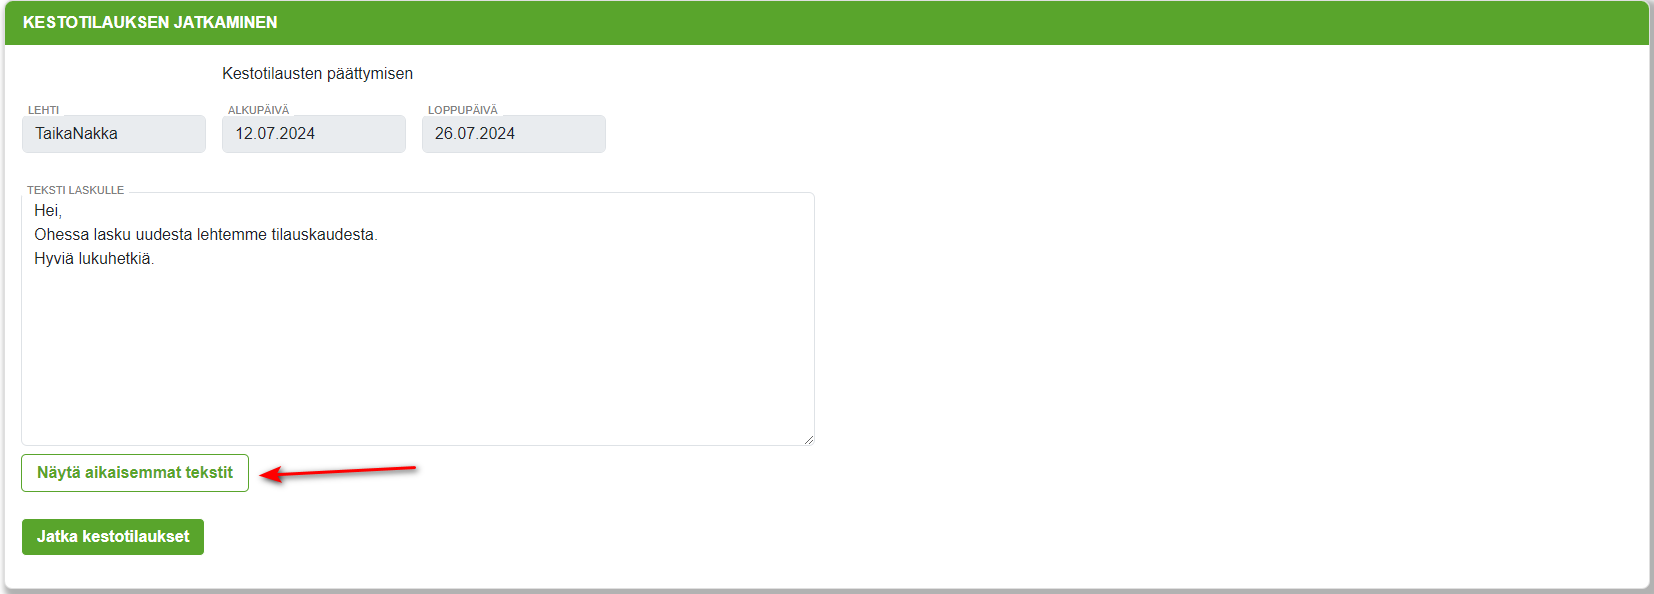 KESTOTILAUKSEN JATKAMINEN
Kestotilausten päättymisen
LEHTI
TaikaNakka
ALKUPÄIVÄ
12.07.2024
LOPPUPÄIVÄ
26.07.2024
TEKSTI LASKULLE
Hei,
Ohessa lasku uudesta lehtemme tilauskaudesta.
Hyviä lukuhetkiä.
Näytä aikaisemmat tekstit
Jatka kestotilaukset